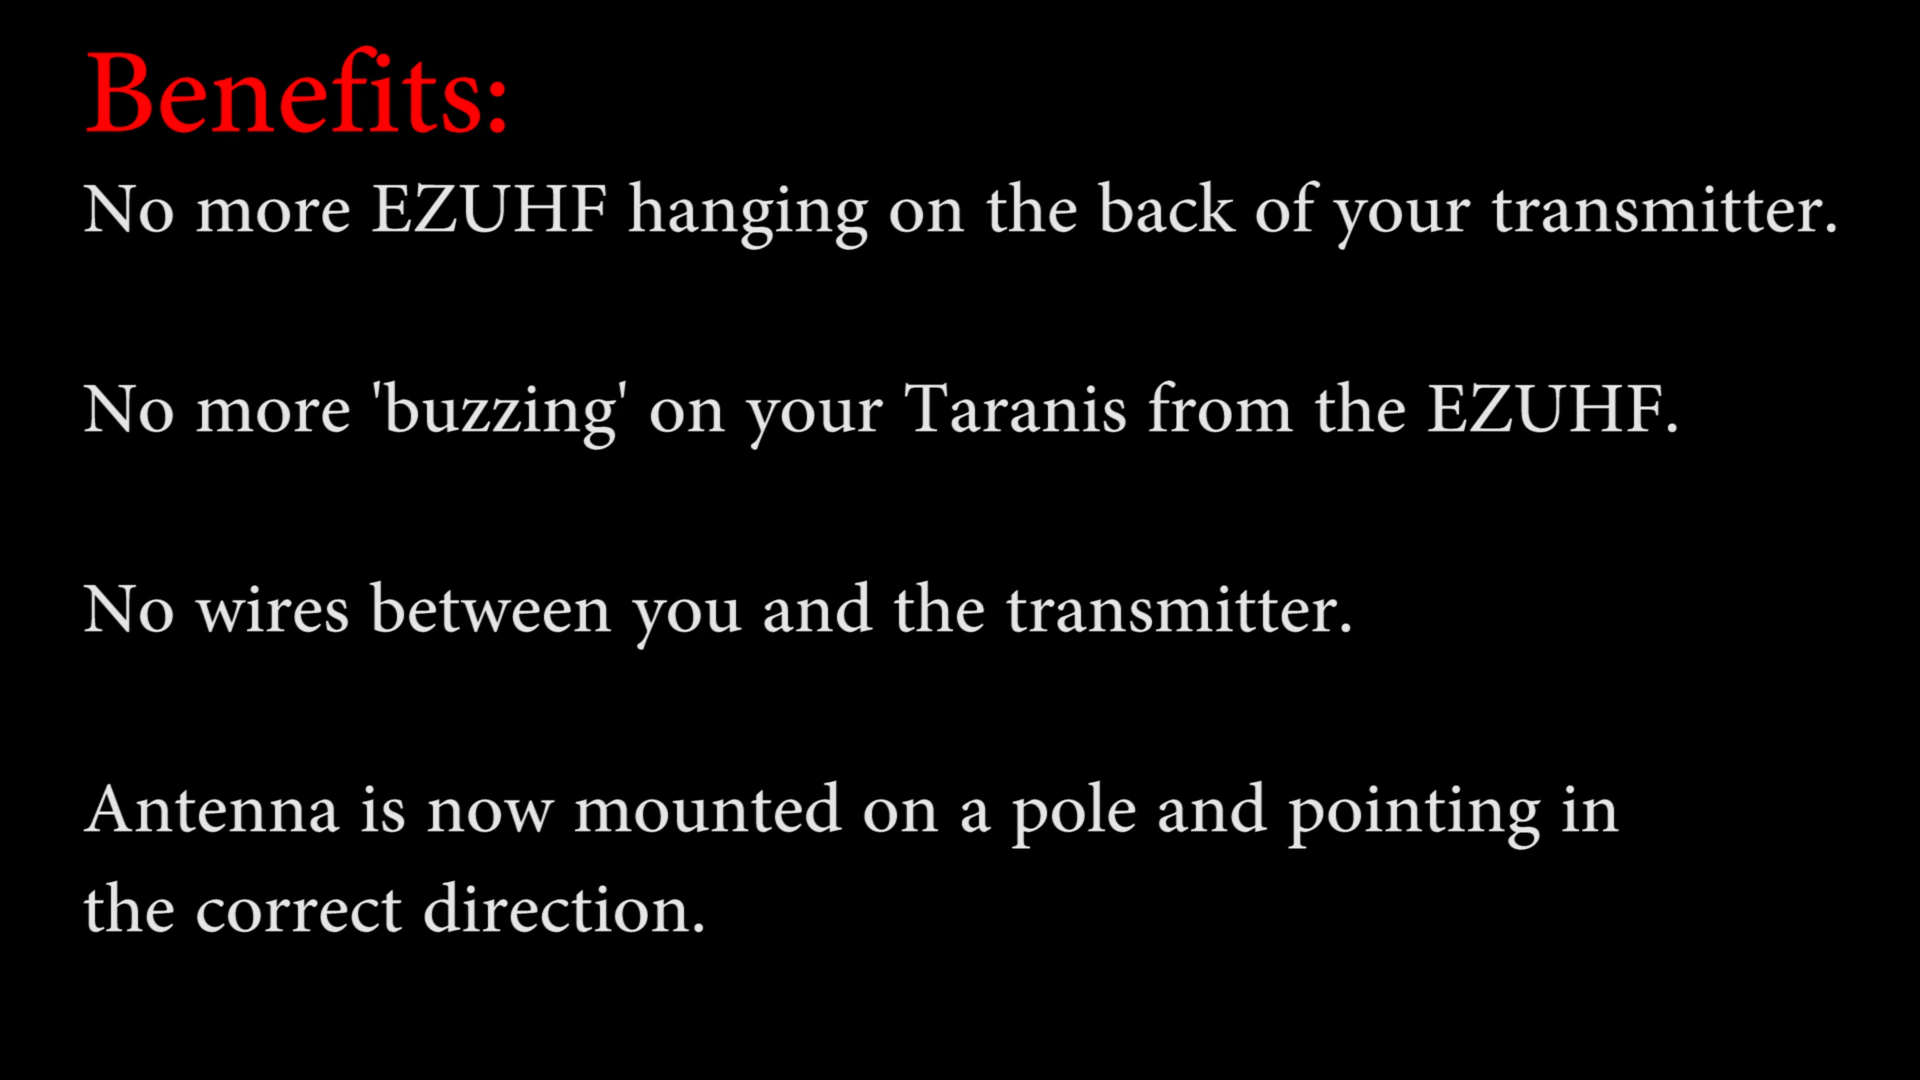 Benefits:
No more EZUHF hanging on the back of your transmitter.
No more 'buzzing' on your Taranis from the EZUHF.
No wires between you and the transmitter.
Antenna is now mounted on a pole and pointing in
the correct direction.